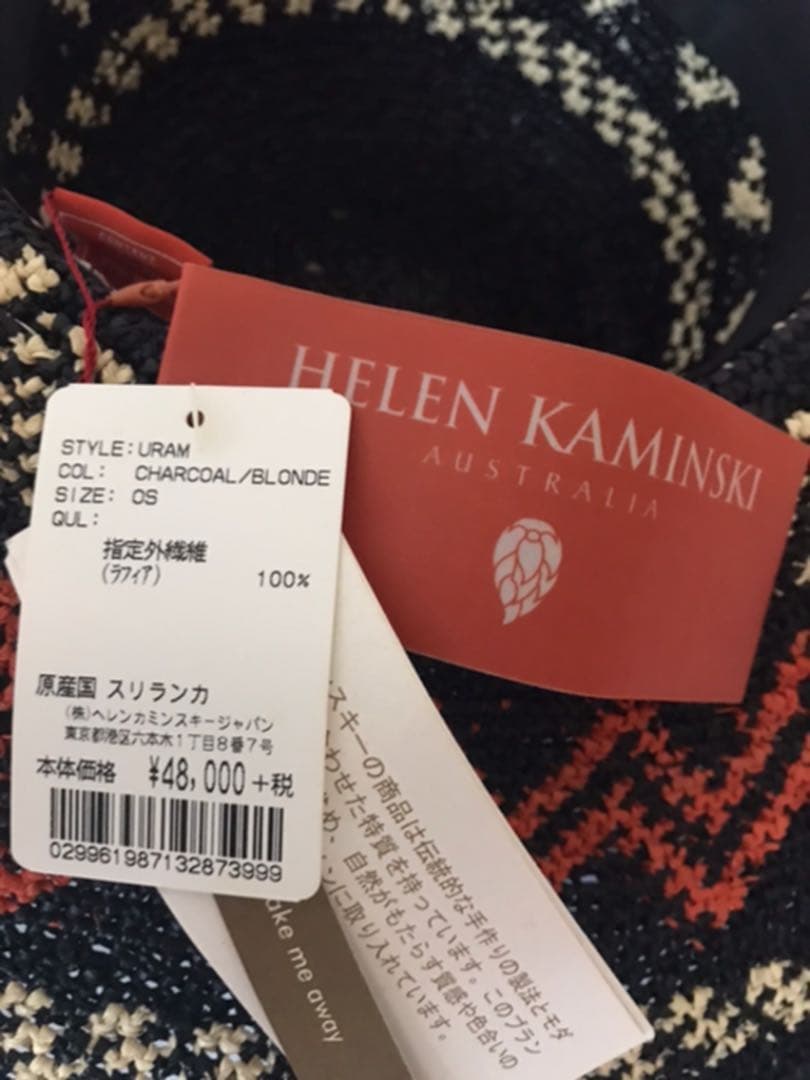 HELEN KAMINSKI
AUSTRALIA
STYLE:URAM
COL: CHARCOAL/BLONDE
SIZE: OS
QUL:
指定外繊維
(ラフィア) 100%
原産国 スリランカ
(株)ヘレンカミンスキージャパン
東京都港区六本木1丁目8番7号
本体価格 ¥48,000+税
029961987132873999
スキーの商品は伝統的な手作りの製法とモダ
わせた特質を持っています。このブラン
め、自然がもたらす質感や色合いの
ンに取り入れています。
ake me away